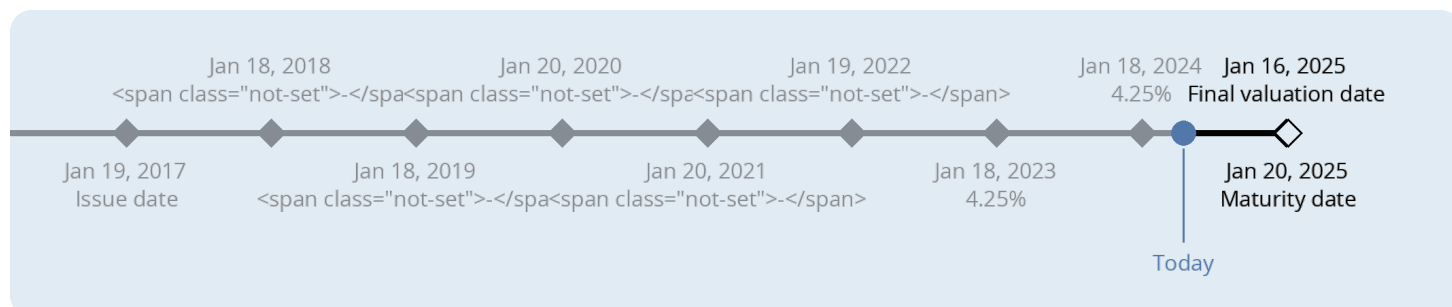 Jan 18, 2018
<span class="not-set">-</spa
Jan 20, 2020
<span class="not-set">-</spa
Jan 19, 2022
<span class="not-set">-</span>
Jan 18, 2024
4.25%
Jan 16, 2025
Final valuation date
Jan 19, 2017
Issue date
Jan 18, 2019
<span class="not-set">-</spa
Jan 20, 2021
<span class="not-set">-</span>
Jan 18, 2023
4.25%
Jan 20, 2025
Maturity date
Today